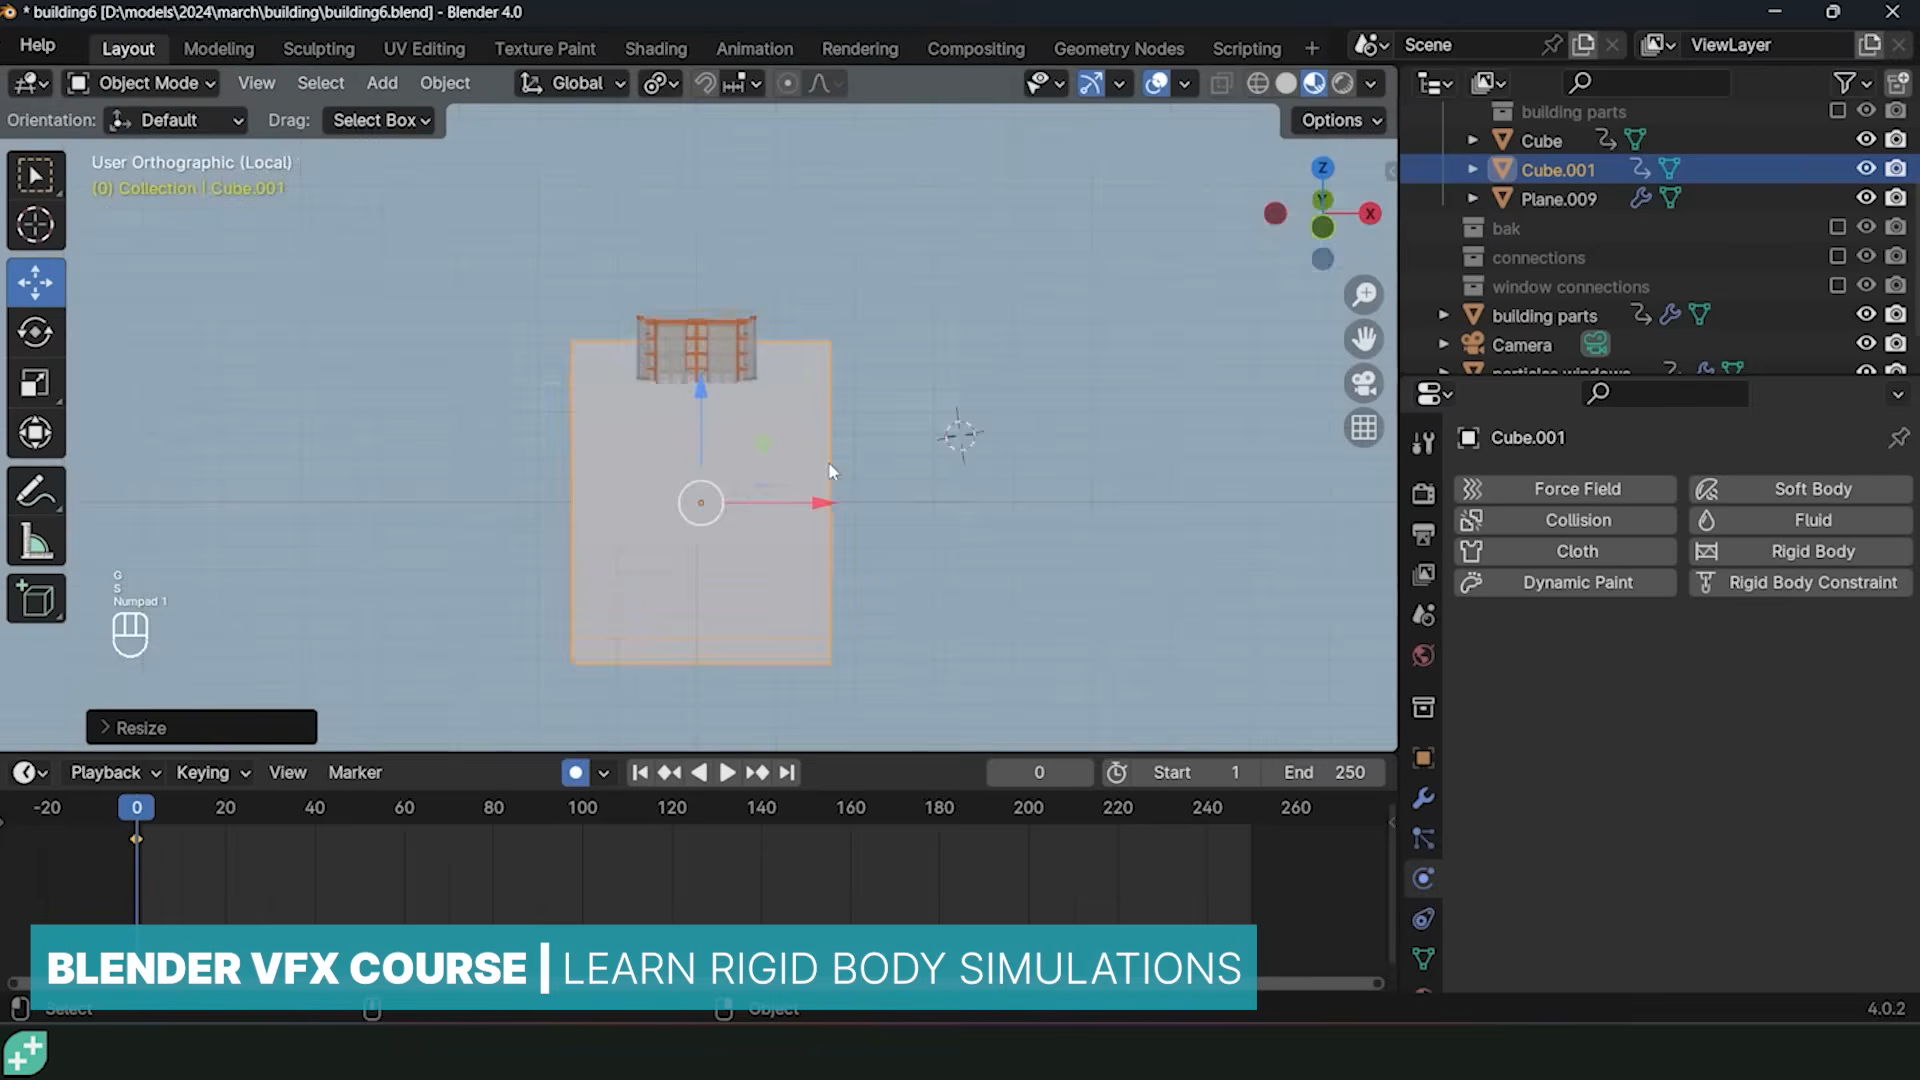 * building6 [D:\models\2024\march\building\building6.blend] - Blender 4.0
Help Layout Modeling Sculpting UV Editing Texture Paint Shading Animation Rendering Compositing Geometry Nodes Scripting + Scene ViewLayer
Object Mode View Select Add Object Global
Orientation: Default Drag: Select Box Options
User Orthographic (Local)
(0) Collection | Cube.001
Z
Y
X
building parts
Cube
Cube.001
Plane.009
bak
connections
window connections
building parts
Camera
Cube.001
Force Field Soft Body
Collision Fluid
Cloth Rigid Body
Dynamic Paint Rigid Body Constraint
G
S
Numpad 1
Resize
Playback Keying View Marker 0 Start 1 End 250
-20 0 20 40 60 80 100 120 140 160 180 200 220 240 260
BLENDER VFX COURSE | LEARN RIGID BODY SIMULATIONS
Select Object 4.0.2